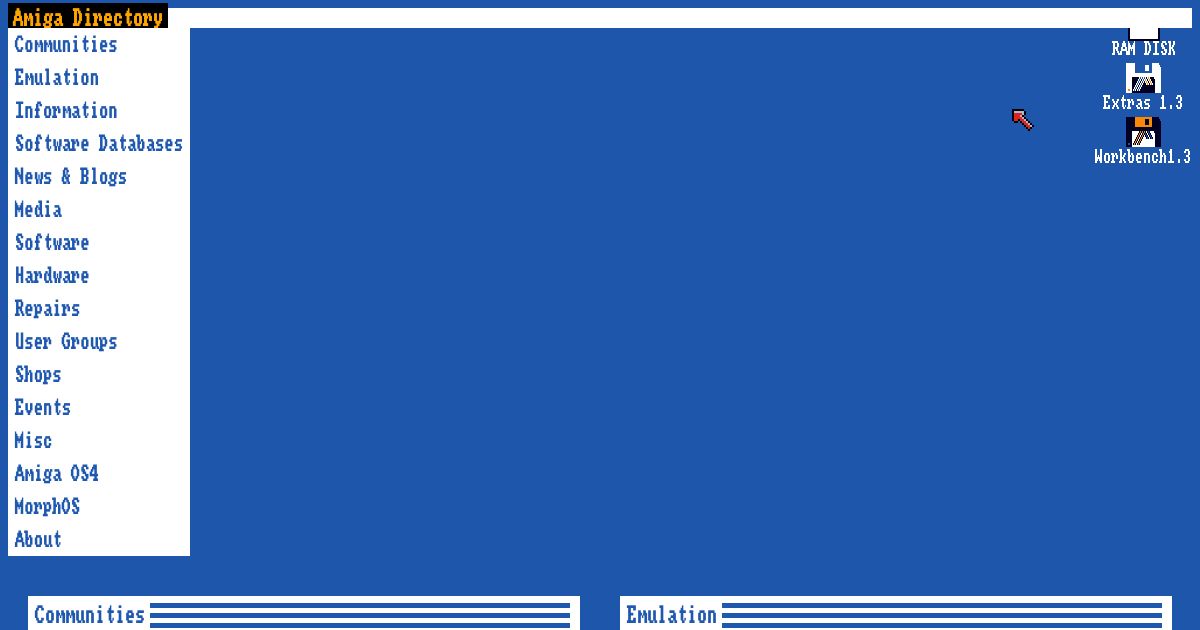 Amiga Directory
Communities
Emulation
Information
Software Databases
News & Blogs
Media
Software
Hardware
Repairs
User Groups
Shops
Events
Misc
Amiga OS4
MorphOS
About
RAM DISK
Extras 1.3
Workbench1.3
Communities
Emulation